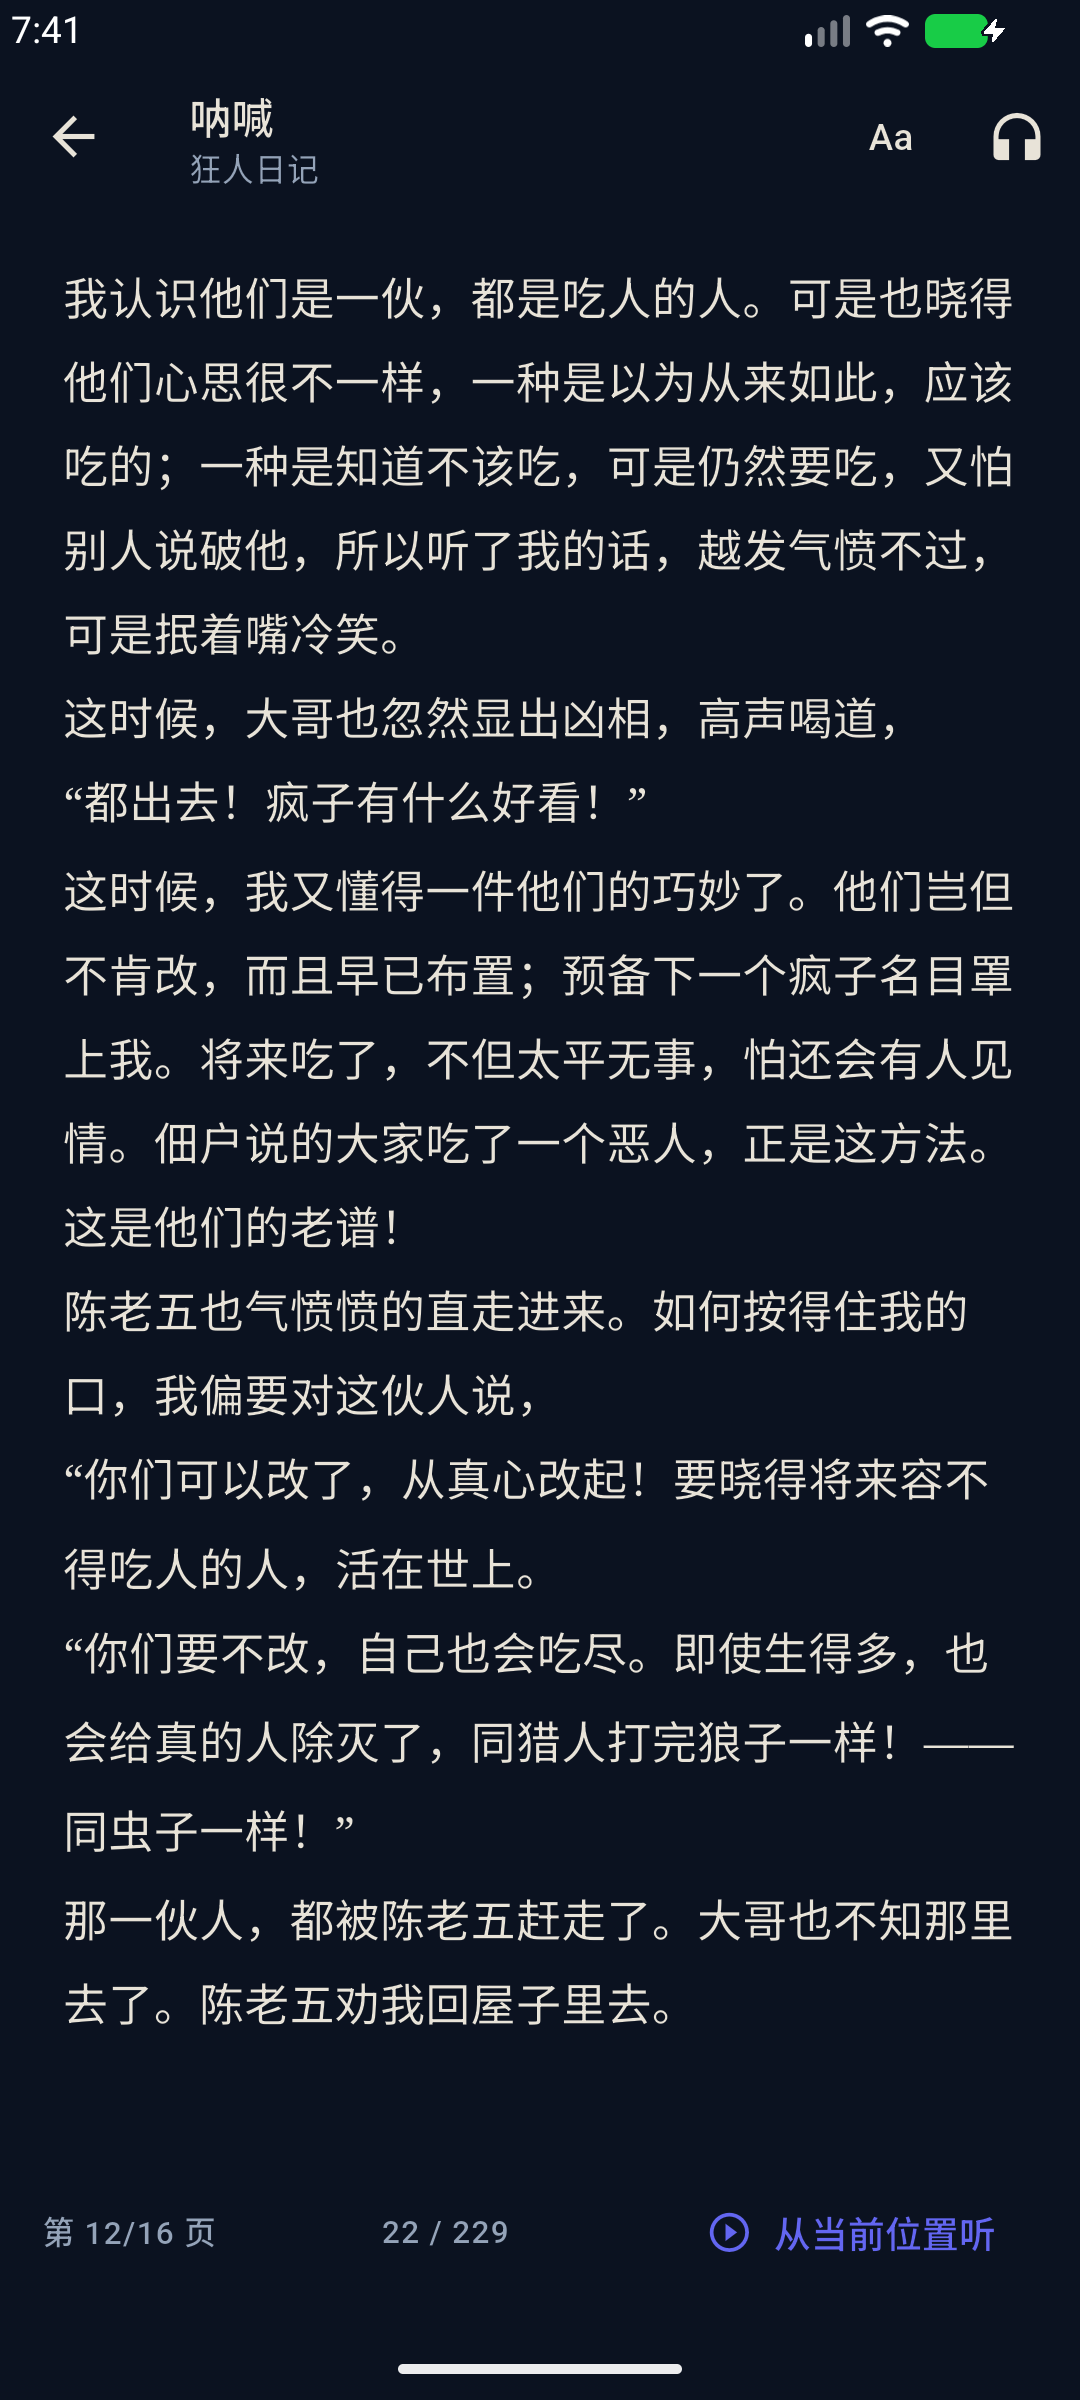 7:41
呐喊
狂人日记
Aa
我认识他们是一伙，都是吃人的人。可是也晓得
他们心思很不一样，一种是以为从来如此，应该
吃的；一种是知道不该吃，可是仍然要吃，又怕
别人说破他，所以听了我的话，越发气愤不过，
可是抿着嘴冷笑。
这时候，大哥也忽然显出凶相，高声喝道，
“都出去！疯子有什么好看！”
这时候，我又懂得一件他们的巧妙了。他们岂但
不肯改，而且早已布置；预备下一个疯子名目罩
上我。将来吃了，不但太平无事，怕还会有人见
情。佃户说的大家吃了一个恶人，正是这方法。
这是他们的老谱！
陈老五也气愤愤的直走进来。如何按得住我的
口，我偏要对这伙人说，
“你们可以改了，从真心改起！要晓得将来容不
得吃人的人，活在世上。
“你们要不改，自己也会吃尽。即使生得多，也
会给真的人除灭了，同猎人打完狼子一样！——
同虫子一样！”
那一伙人，都被陈老五赶走了。大哥也不知那里
去了。陈老五劝我回屋子里去。
第 12/16 页
22 / 229
从当前位置听